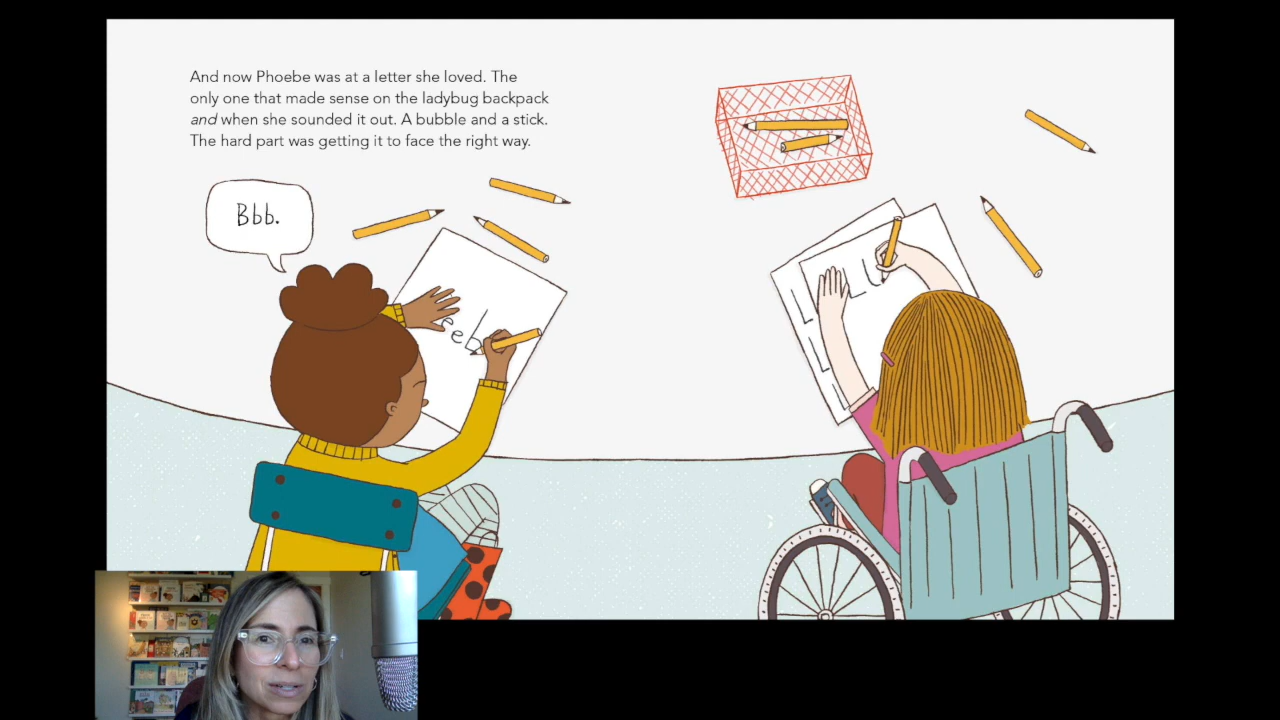 And now Phoebe was at a letter she loved. The
only one that made sense on the ladybug backpack
and when she sounded it out. A bubble and a stick.
The hard part was getting it to face the right way.
Bbb.
eeb
LU